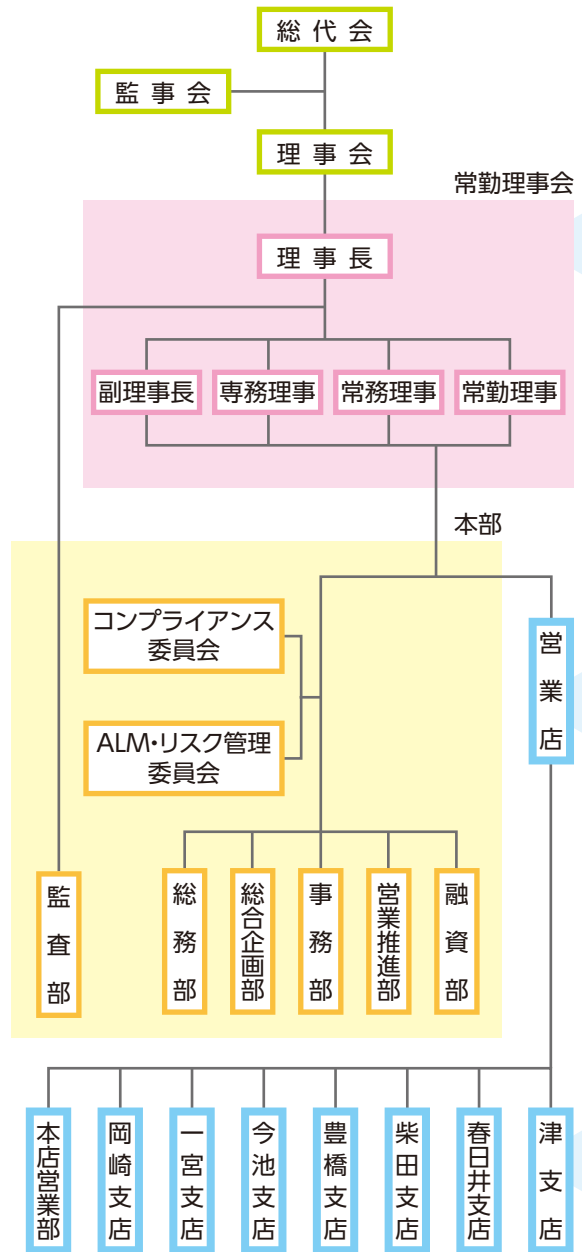 総代会
監事会
理事会
常勤理事会
理事長
副理事長
専務理事
常務理事
常勤理事
本部
コンプライアンス
委員会
営業店
ALM・リスク管理
委員会
監査部
総務部
総合企画部
事務部
営業推進部
融資部
本店営業部
岡崎支店
一宮支店
今池支店
豊橋支店
柴田支店
春日井支店
津支店